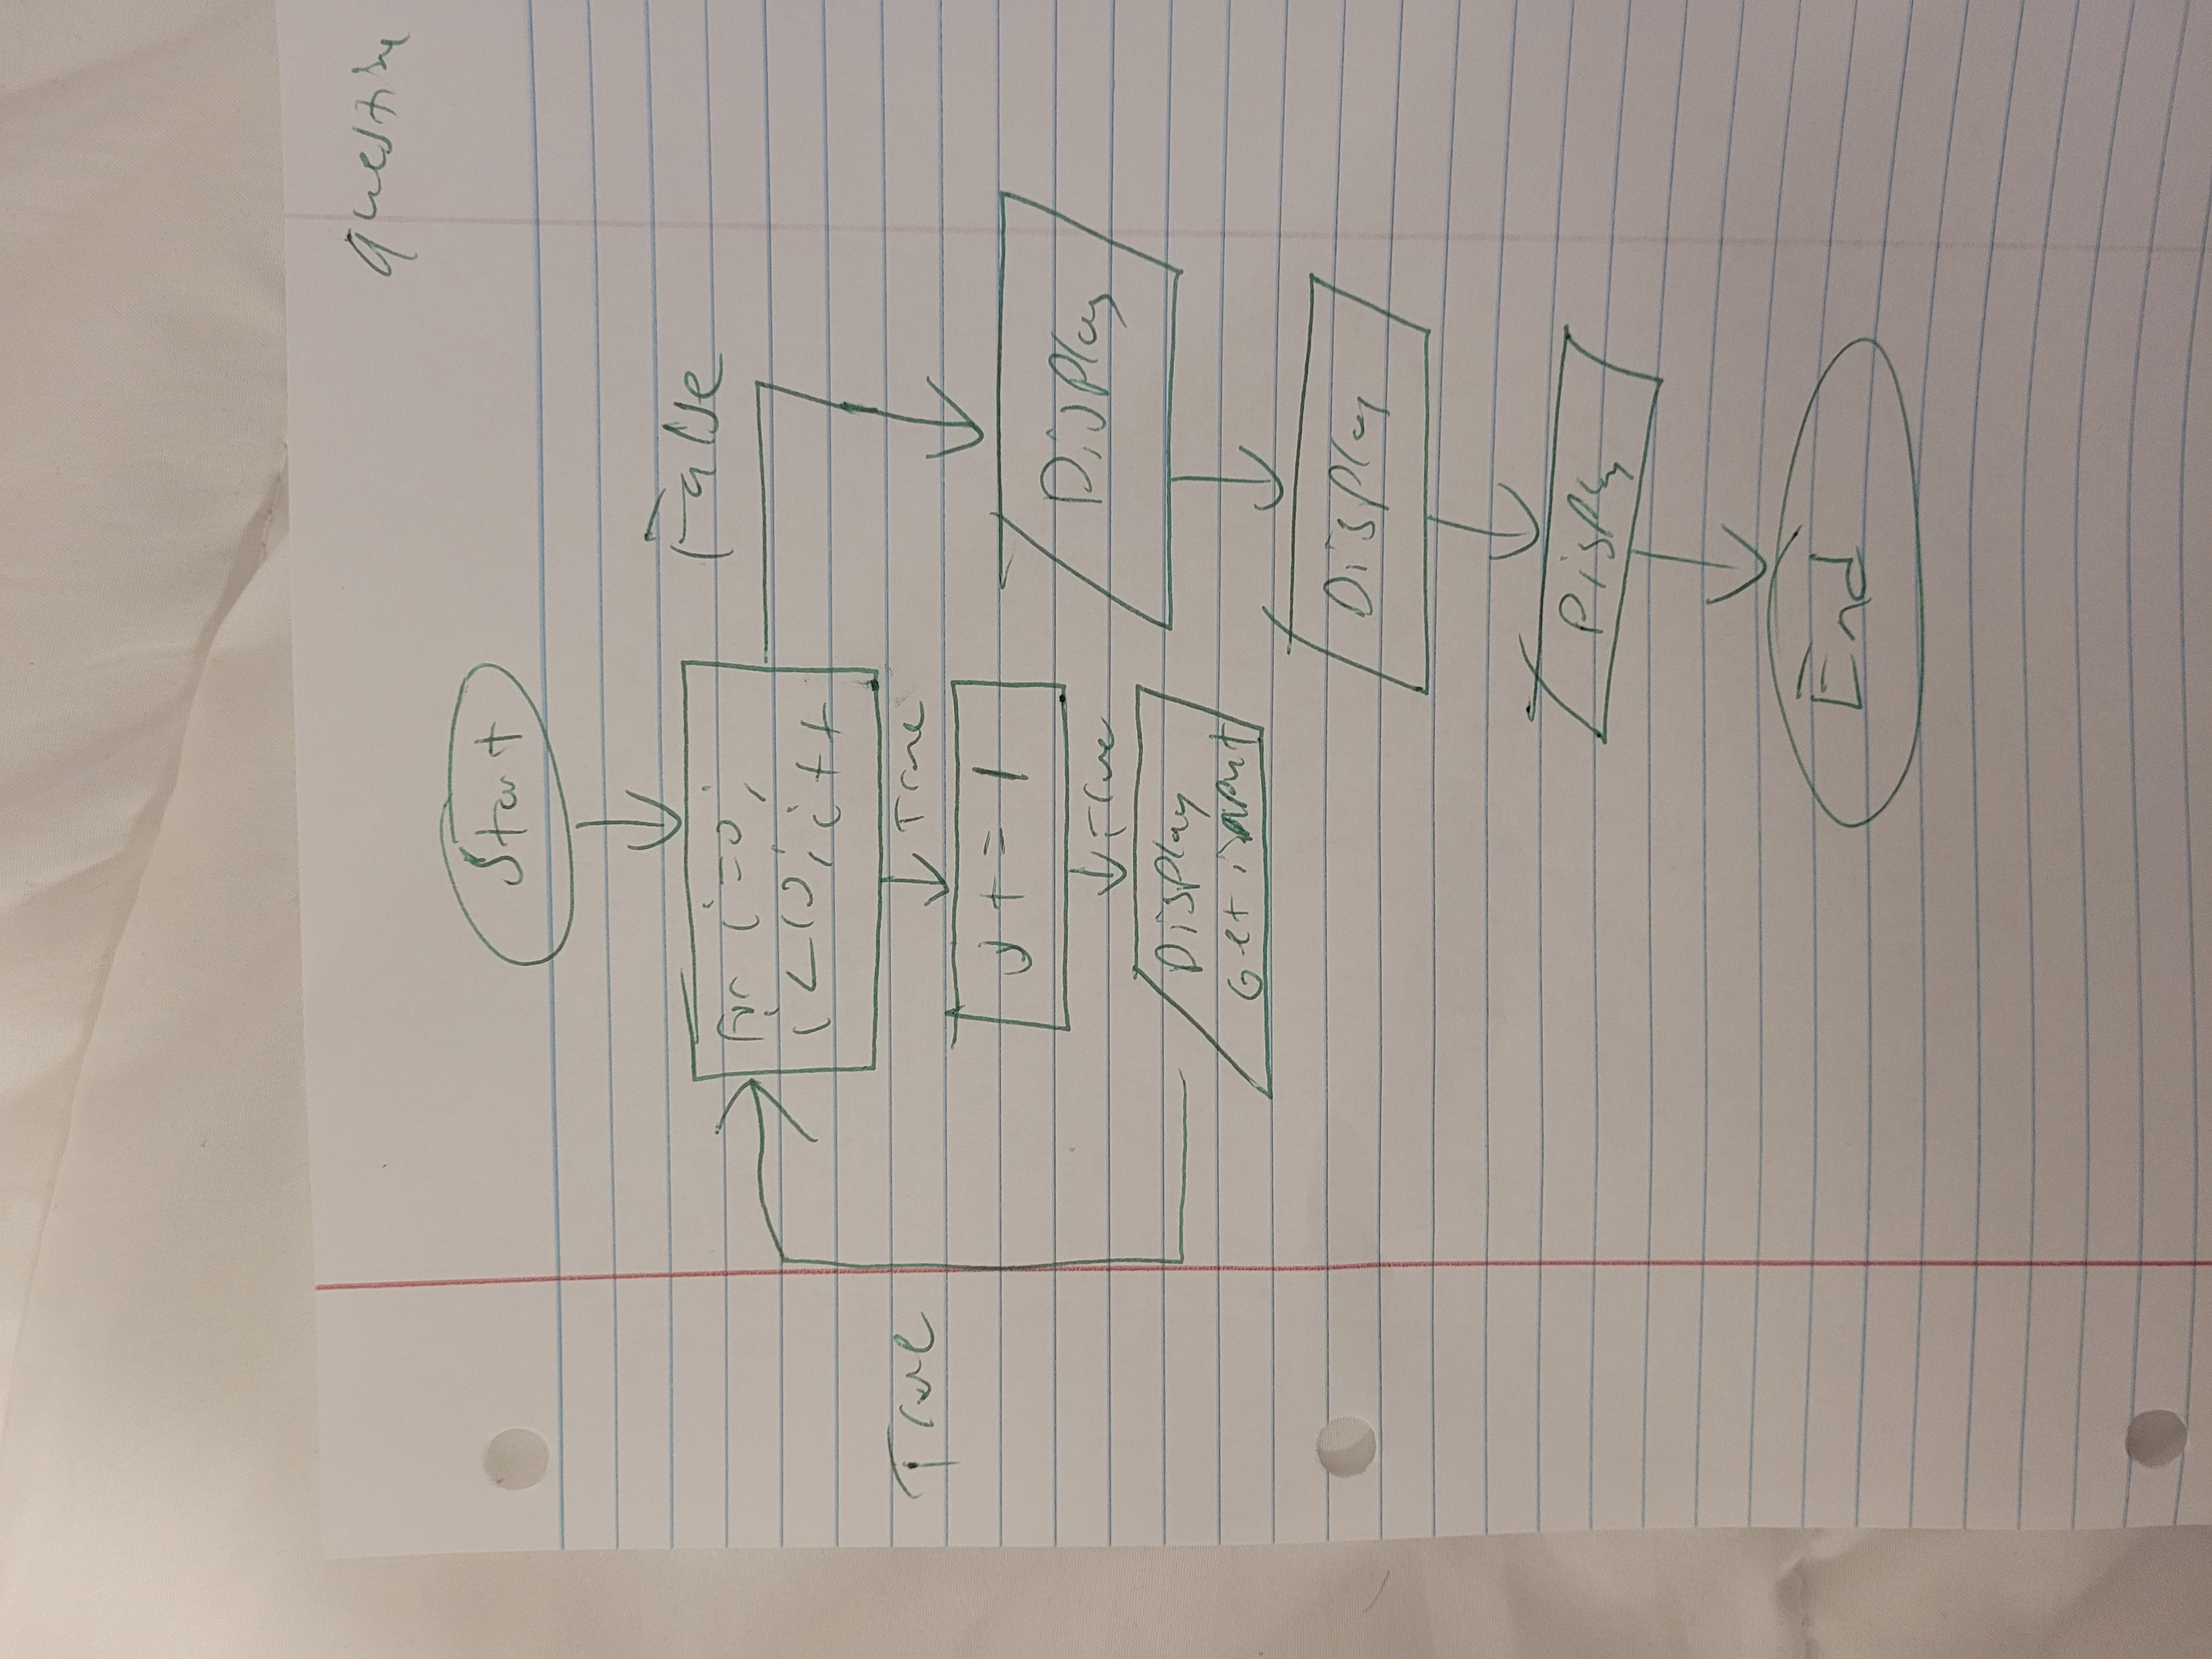 question
Start
for i=0;
i<10; i++
False
True
True
j += 1
True
Display
Get input
Display
Display
Display
End